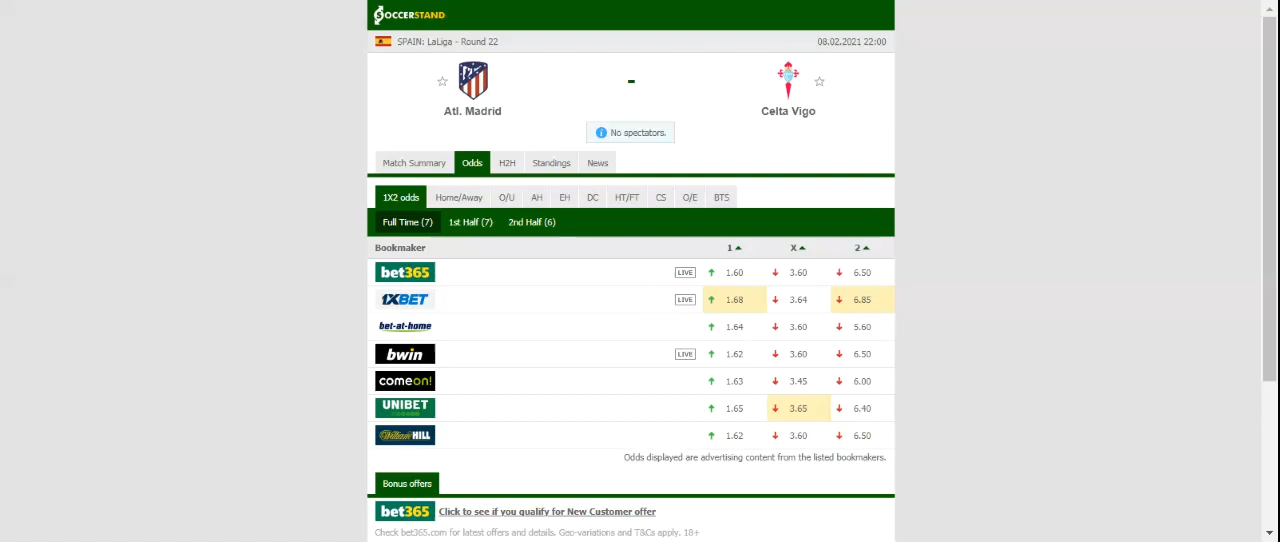 SOCCERSTAND
SPAIN: LaLiga - Round 22 08.02.2021 22:00
-
Atl. Madrid Celta Vigo
No spectators.
Match Summary Odds H2H Standings News
1X2 odds Home/Away O/U AH EH DC HT/FT CS O/E BTS
Full Time (7) 1st Half (7) 2nd Half (6)
Bookmaker 1 X 2
bet365 LIVE 1.60 3.60 6.50
1XBET LIVE 1.68 3.64 6.85
bet-at-home 1.64 3.60 5.60
bwin LIVE 1.62 3.60 6.50
comeon! 1.63 3.45 6.00
UNIBET 1.65 3.65 6.40
William HILL 1.62 3.60 6.50
Odds displayed are advertising content from the listed bookmakers.
Bonus offers
bet365 Click to see if you qualify for New Customer offer
Check bet365.com for latest offers and details. Geo-variations and T&Cs apply. 18+